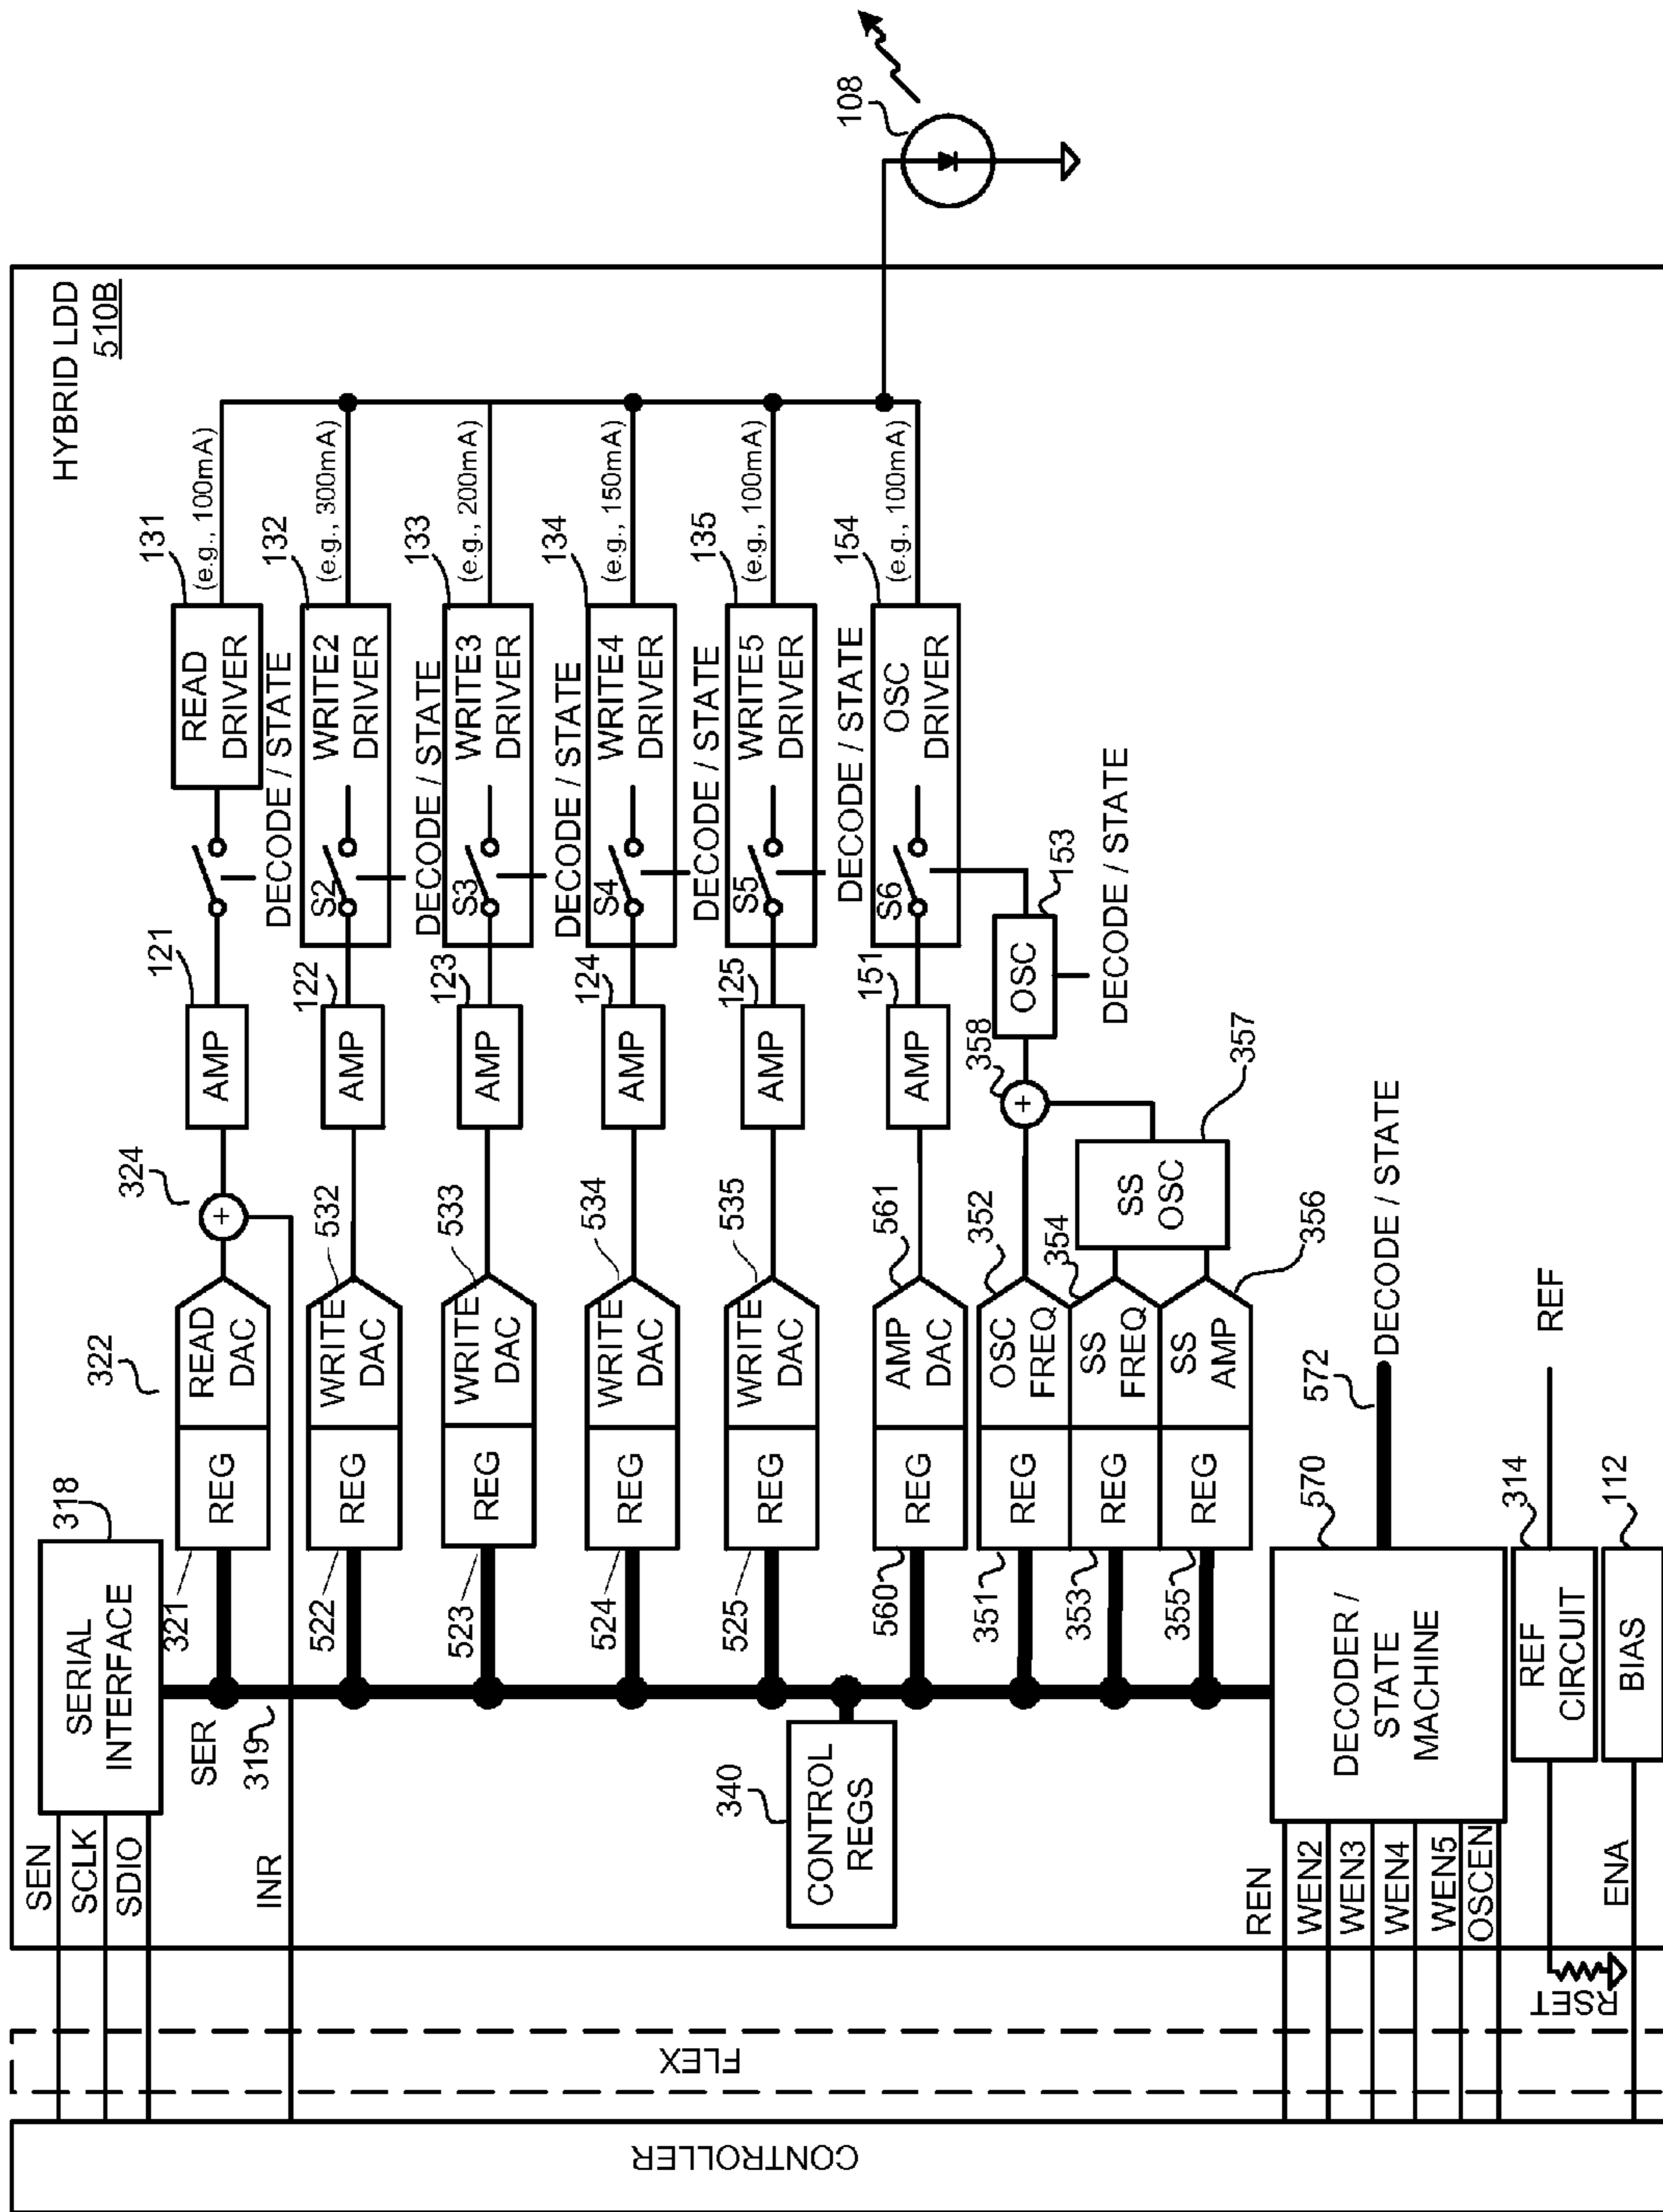 HYBRID LDD
510B
SEN
SCLK
SDIO
SERIAL
INTERFACE
318
SER
319
INR
321
REG
READ
DAC
322
324
+
AMP
121
READ
DRIVER
131
(e.g., 100mA)
DECODE / STATE
522
REG
WRITE
DAC
532
AMP
122
S2
WRITE2
DRIVER
132
(e.g., 300mA)
DECODE / STATE
523
REG
WRITE
DAC
533
AMP
123
S3
WRITE3
DRIVER
133
(e.g., 200mA)
DECODE / STATE
524
REG
WRITE
DAC
534
AMP
124
S4
WRITE4
DRIVER
134
(e.g., 150mA)
DECODE / STATE
525
REG
WRITE
DAC
535
AMP
125
S5
WRITE5
DRIVER
135
(e.g., 100mA)
DECODE / STATE
108
340
CONTROL
REGS
560
REG
AMP
DAC
561
AMP
151
S6
OSC
DRIVER
154
(e.g., 100mA)
351
REG
OSC
FREQ
352
358
+
OSC
153
DECODE / STATE
353
REG
SS
FREQ
354
SS
OSC
357
355
REG
SS
AMP
356
REN
WEN2
WEN3
WEN4
WEN5
OSCEN
DECODER /
STATE
MACHINE
570
572
DECODE / STATE
RSET
REF
CIRCUIT
314
REF
ENA
BIAS
112
FLEX
CONTROLLER